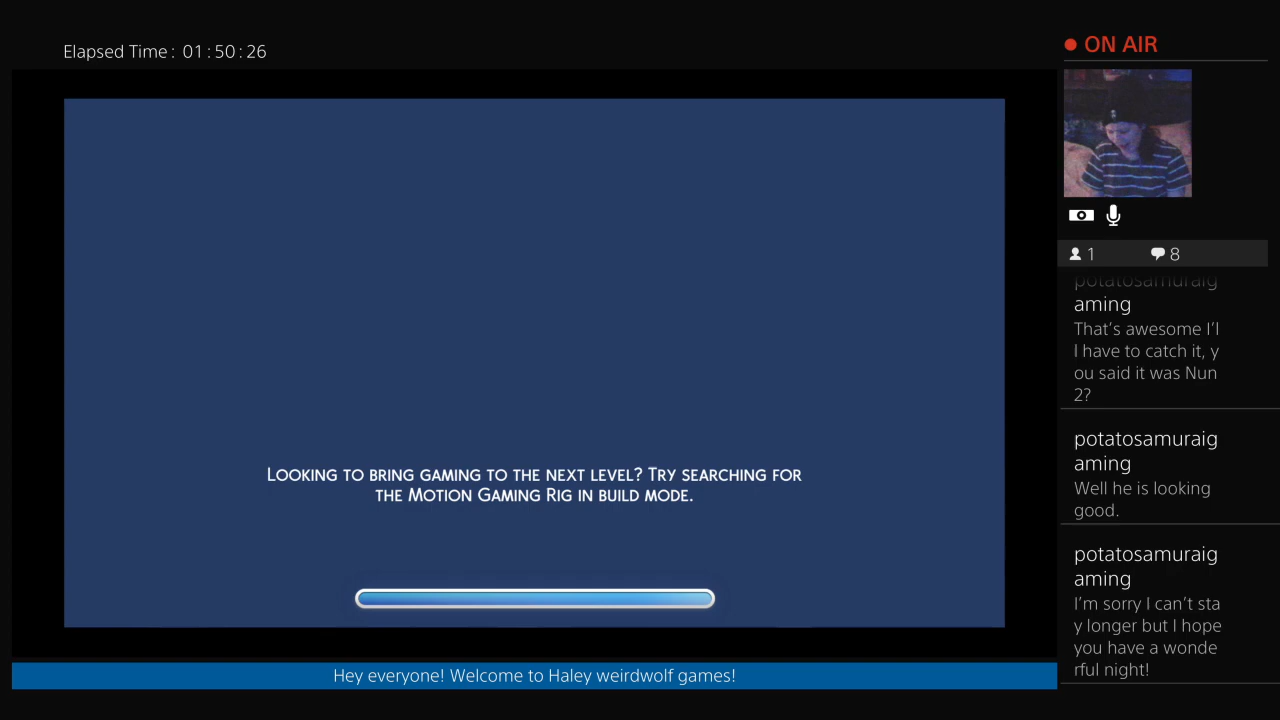 Elapsed Time: 01:50:26
ON AIR
1
8
potatosamuraig
aming
That's awesome I'l
l have to catch it, y
ou said it was Nun
2?
potatosamuraig
aming
Well he is looking
good.
potatosamuraig
aming
I'm sorry I can't sta
y longer but I hope
you have a wonde
rful night!
LOOKING TO BRING GAMING TO THE NEXT LEVEL? TRY SEARCHING FOR
THE MOTION GAMING RIG IN BUILD MODE.
Hey everyone! Welcome to Haley weirdwolf games!